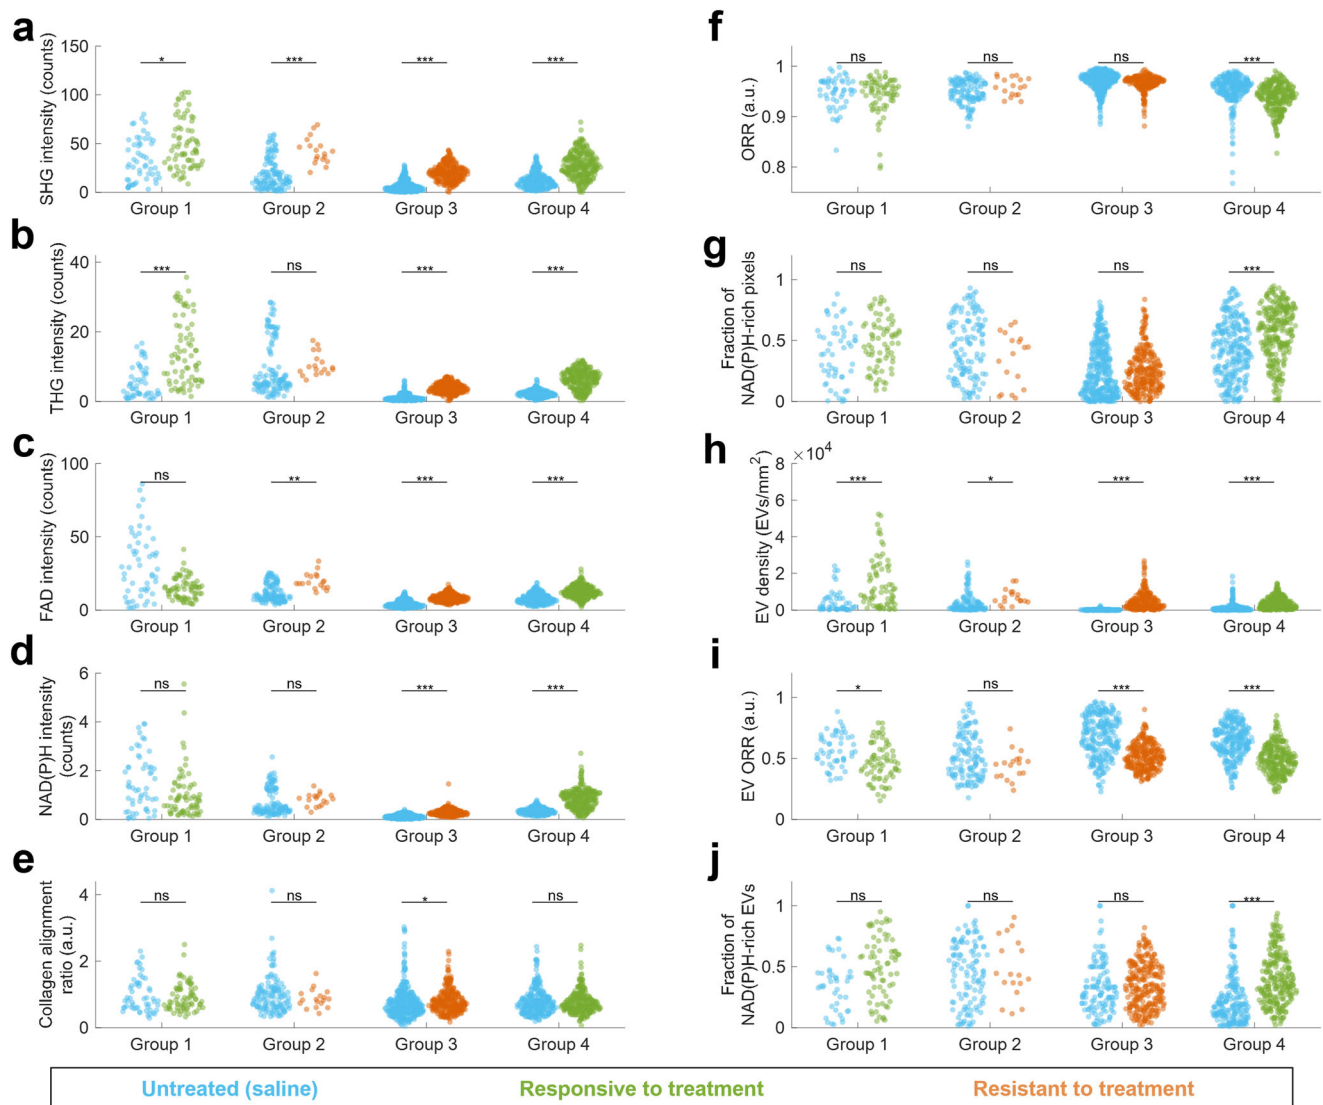 a
SHG intensity (counts)
150
100
50
0
* *** *** ***
Group 1 Group 2 Group 3 Group 4
b
THG intensity (counts)
40
20
0
*** ns *** ***
Group 1 Group 2 Group 3 Group 4
c
FAD intensity (counts)
100
50
0
ns ** *** ***
Group 1 Group 2 Group 3 Group 4
d
NAD(P)H intensity
(counts)
6
4
2
0
ns ns *** ***
Group 1 Group 2 Group 3 Group 4
e
Collagen alignment
ratio (a.u.)
4
2
0
ns ns * ns
Group 1 Group 2 Group 3 Group 4
f
ORR (a.u.)
1
0.9
0.8
ns ns ns ***
Group 1 Group 2 Group 3 Group 4
g
Fraction of
NAD(P)H-rich pixels
1
0.5
0
ns ns ns ***
Group 1 Group 2 Group 3 Group 4
h
EV density (EVs/mm²)
×10⁴
8
6
4
2
0
*** * *** ***
Group 1 Group 2 Group 3 Group 4
i
EV ORR (a.u.)
1
0.5
0
* ns *** ***
Group 1 Group 2 Group 3 Group 4
j
Fraction of
NAD(P)H-rich EVs
1
0.5
0
ns ns ns ***
Group 1 Group 2 Group 3 Group 4
Untreated (saline) Responsive to treatment Resistant to treatment